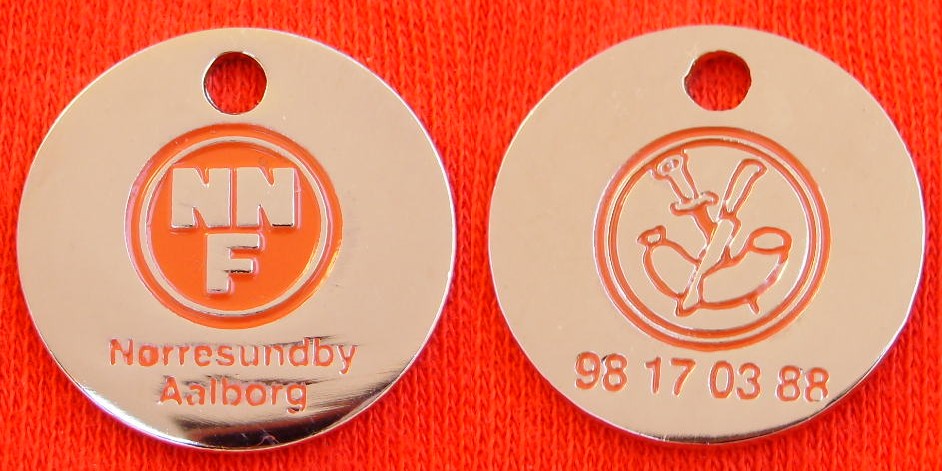 NN
F
Nørresundby
Aalborg
98 17 03 88